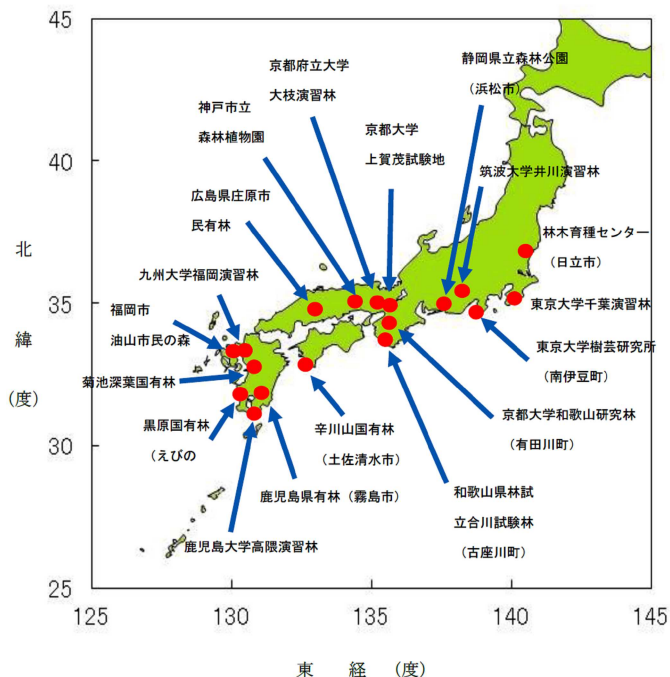 45
40
35
30
25
125
130
135
140
145
北
緯
(度)
東 経 (度)
京都府立大学
大枝演習林
静岡県立森林公園
(浜松市)
神戸市立
森林植物園
京都大学
上賀茂試験地
筑波大学井川演習林
広島県庄原市
民有林
林木育種センター
(日立市)
九州大学福岡演習林
東京大学千葉演習林
福岡市
油山市民の森
東京大学樹芸研究所
(南伊豆町)
菊池深葉国有林
京都大学和歌山研究林
(有田川町)
黒原国有林
(えびの
辛川山国有林
(土佐清水市)
鹿児島県有林(霧島市)
和歌山県林試
立合川試験林
(古座川町)
鹿児島大学高隈演習林